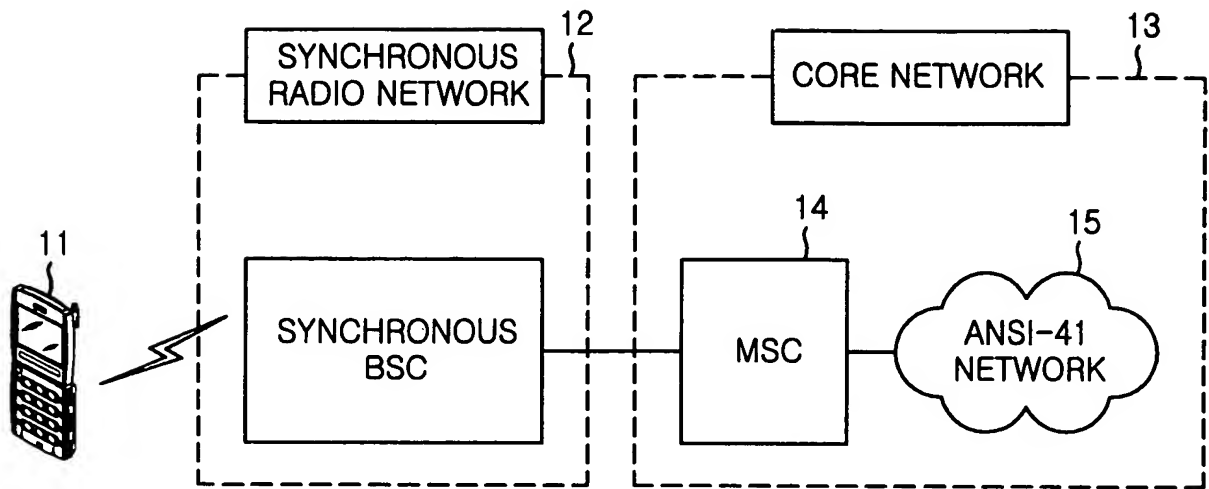 12
13
SYNCHRONOUS
RADIO NETWORK
CORE NETWORK
14
15
11
SYNCHRONOUS
BSC
MSC
ANSI-41
NETWORK